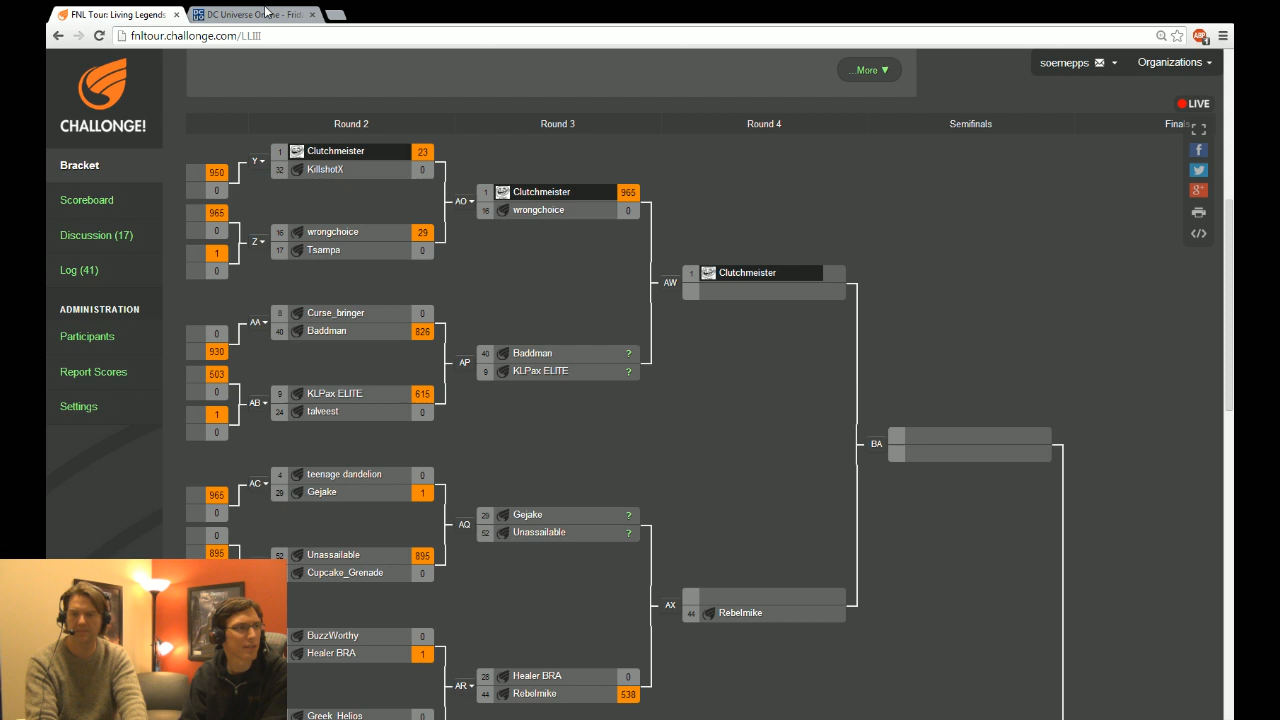 FNL Tour: Living Legends
DC Universe Online - Frid
fnltour.challonge.com/LLIII
CHALLONGE!
...More ▼
soemepps
Organizations
LIVE
Round 2
Round 3
Round 4
Semifinals
Finals
Bracket
Scoreboard
Discussion (17)
Log (41)
ADMINISTRATION
Participants
Report Scores
Settings
950
0
965
0
1
0
0
930
503
0
1
0
965
0
0
895
Y
1 Clutchmeister 23
32 KillshotX 0
Z
16 wrongchoice 29
17 Tsampa 0
AA
8 Curse_bringer 0
40 Baddman 826
AB
9 KLPax ELITE 615
24 talveest 0
AC
4 teenage dandelion 0
29 Gejake 1
52 Unassailable 895
Cupcake_Grenade 0
BuzzWorthy 0
Healer BRA 1
Greek_Helios 0
AO
1 Clutchmeister 965
16 wrongchoice 0
AP
40 Baddman ?
9 KLPax ELITE ?
AQ
29 Gejake ?
52 Unassailable ?
AR
28 Healer BRA 0
44 Rebelmike 538
AW
1 Clutchmeister
AX
44 Rebelmike
BA